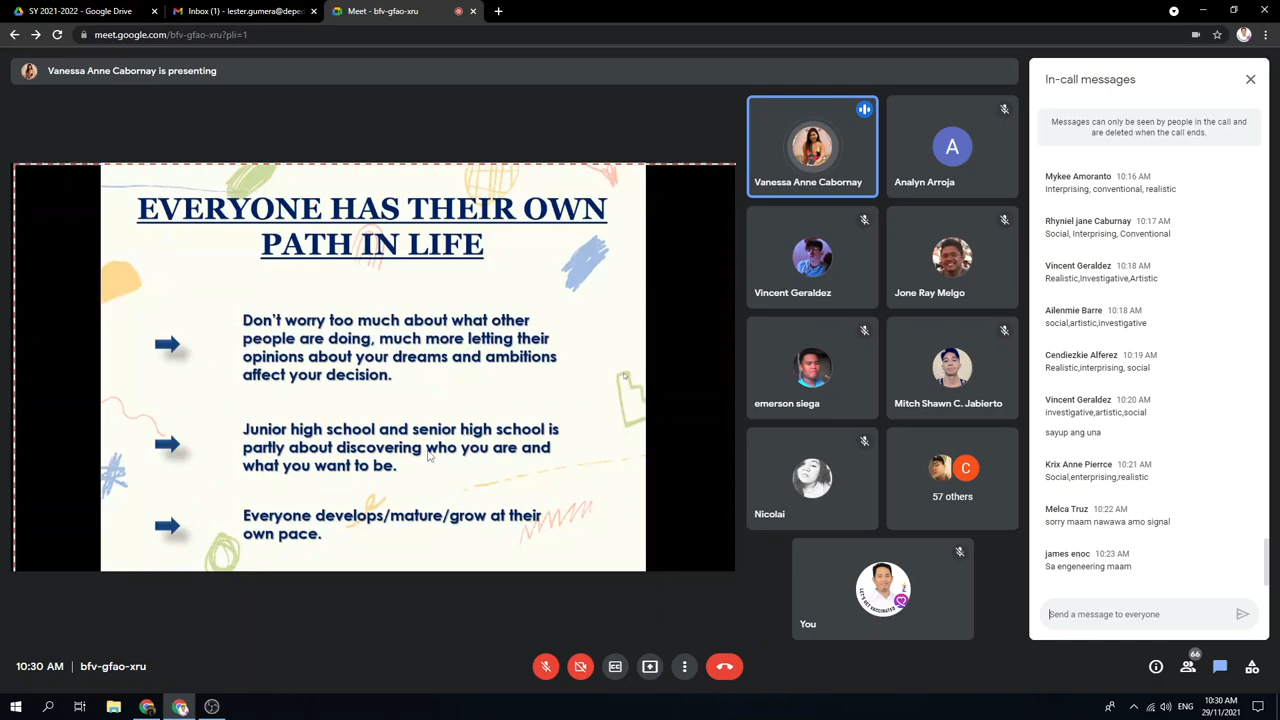 SY 2021-2022 - Google Drive
Inbox (1) - lester.gumera@deped
Meet - bfv-gfao-xru
meet.google.com/bfv-gfao-xru?pli=1
Vanessa Anne Cabornay is presenting
EVERYONE HAS THEIR OWN
PATH IN LIFE
Don't worry too much about what other
people are doing, much more letting their
opinions about your dreams and ambitions
affect your decision.
Junior high school and senior high school is
partly about discovering who you are and
what you want to be.
Everyone develops/mature/grow at their
own pace.
Vanessa Anne Cabornay
A
Analyn Arroja
Vincent Geraldez
Jone Ray Melgo
emerson siega
Mitch Shawn C. Jabierto
Nicolai
C
57 others
LET'S GET VACCINATED
You
In-call messages
Messages can only be seen by people in the call and
are deleted when the call ends.
Mykee Amoranto 10:16 AM
Interprising, conventional, realistic
Rhyniel jane Caburnay 10:17 AM
Social, Interprising, Conventional
Vincent Geraldez 10:18 AM
Realistic,Investigative,Artistic
Ailenmie Barre 10:18 AM
social,artistic,investigative
Cendiezkie Alferez 10:19 AM
Realistic,interprising, social
Vincent Geraldez 10:20 AM
investigative,artistic,social
sayup ang una
Krix Anne Pierrce 10:21 AM
Social,enterprising,realistic
Melca Truz 10:22 AM
sorry maam nawawa amo signal
james enoc 10:23 AM
Sa engeneering maam
Send a message to everyone
10:30 AM | bfv-gfao-xru
66
ENG
10:30 AM
29/11/2021